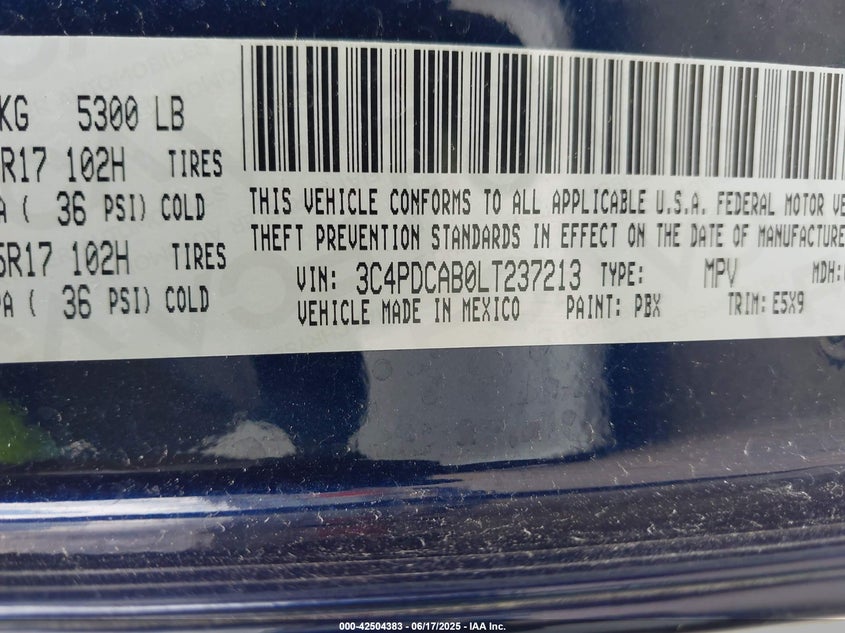 KG 5300 LB
R17 102H TIRES
A ( 36 PSI) COLD
5R17 102H TIRES
PA ( 36 PSI) COLD
THIS VEHICLE CONFORMS TO ALL APPLICABLE U.S.A. FEDERAL MOTOR VE
THEFT PREVENTION STANDARDS IN EFFECT ON THE DATE OF MANUFACTURE
VIN: 3C4PDCAB0LT237213 TYPE: MPV MDH:
VEHICLE MADE IN MEXICO PAINT: PBX TRIM: E5X9
000-42504383 - 06/17/2025 - IAA Inc.